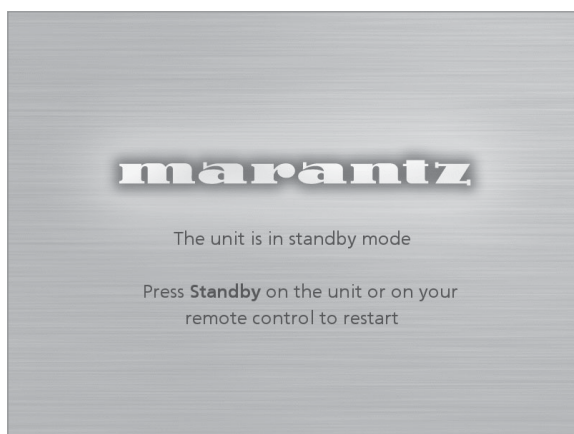 marantz
The unit is in standby mode
Press Standby on the unit or on your
remote control to restart